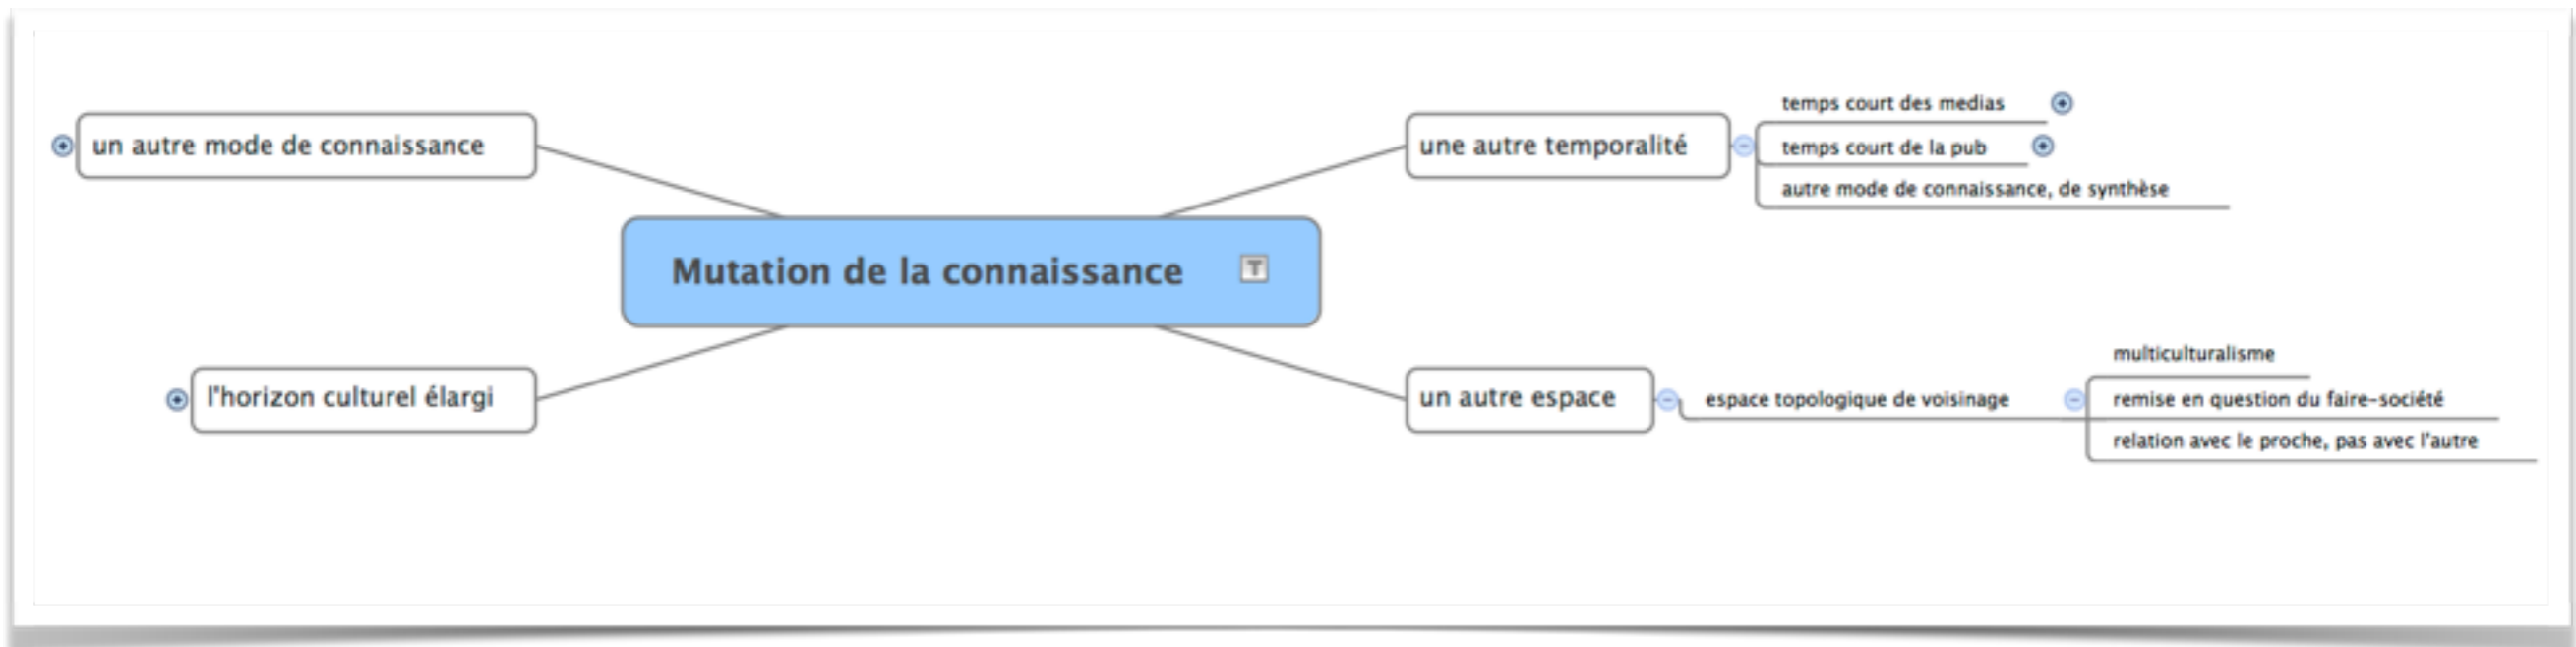 un autre mode de connaissance
une autre temporalité
temps court des medias
temps court de la pub
autre mode de connaissance, de synthèse
Mutation de la connaissance
T
l'horizon culturel élargi
un autre espace
espace topologique de voisinage
multiculturalisme
remise en question du faire-société
relation avec le proche, pas avec l'autre